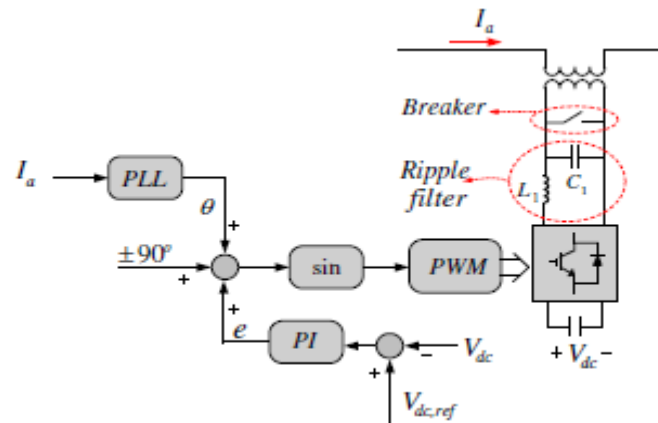 I_a
Breaker
Ripple
filter
L_1
C_1
I_a
PLL
θ
+
±90°
+
sin
PWM
+
e
PI
−
V_dc
+
+ V_dc −
V_dc,ref